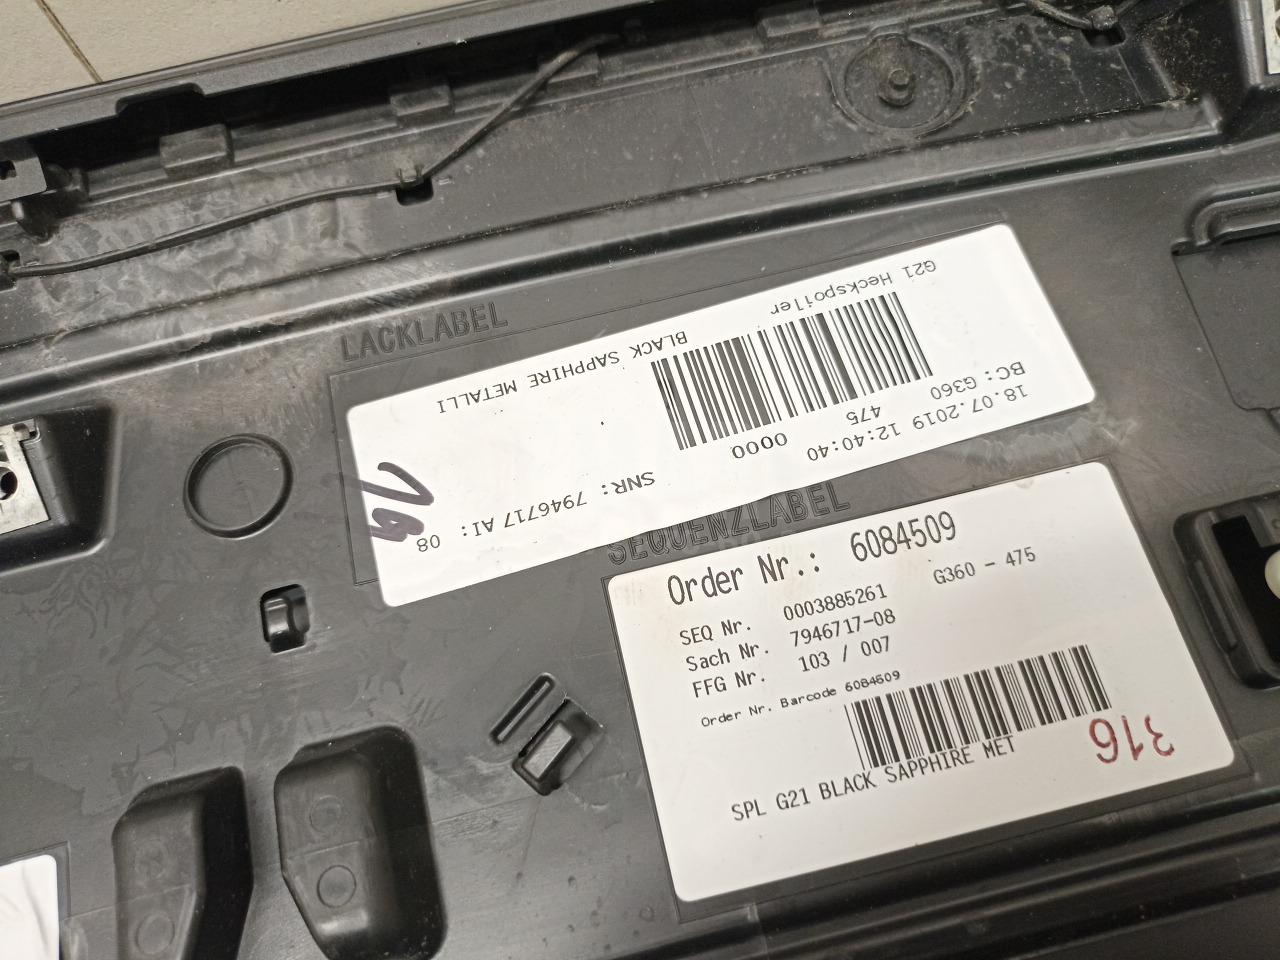 LACKLABEL
G21 Heckspoiler
BLACK SAPPHIRE METALLI
BC: G360 475 0000
18.07.2019 12:40:40
SNR: 7946717 AI: 08
SEQUENZLABEL
Order Nr.: 6084509
SEQ Nr. 0003885261 G360 - 475
Sach Nr. 7946717-08
FFG Nr. 103 / 007
Order Nr. Barcode 6084509
SPL G21 BLACK SAPPHIRE MET
316